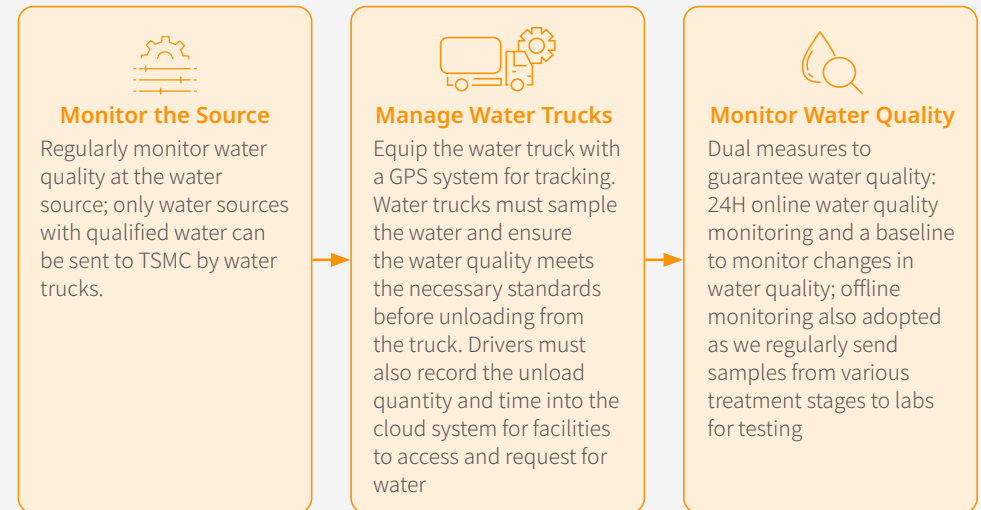 Monitor the Source
Regularly monitor water
quality at the water
source; only water sources
with qualified water can
be sent to TSMC by water
trucks.
Manage Water Trucks
Equip the water truck with
a GPS system for tracking.
Water trucks must sample
the water and ensure
the water quality meets
the necessary standards
before unloading from
the truck. Drivers must
also record the unload
quantity and time into the
cloud system for facilities
to access and request for
water
Monitor Water Quality
Dual measures to
guarantee water quality:
24H online water quality
monitoring and a baseline
to monitor changes in
water quality; offline
monitoring also adopted
as we regularly send
samples from various
treatment stages to labs
for testing